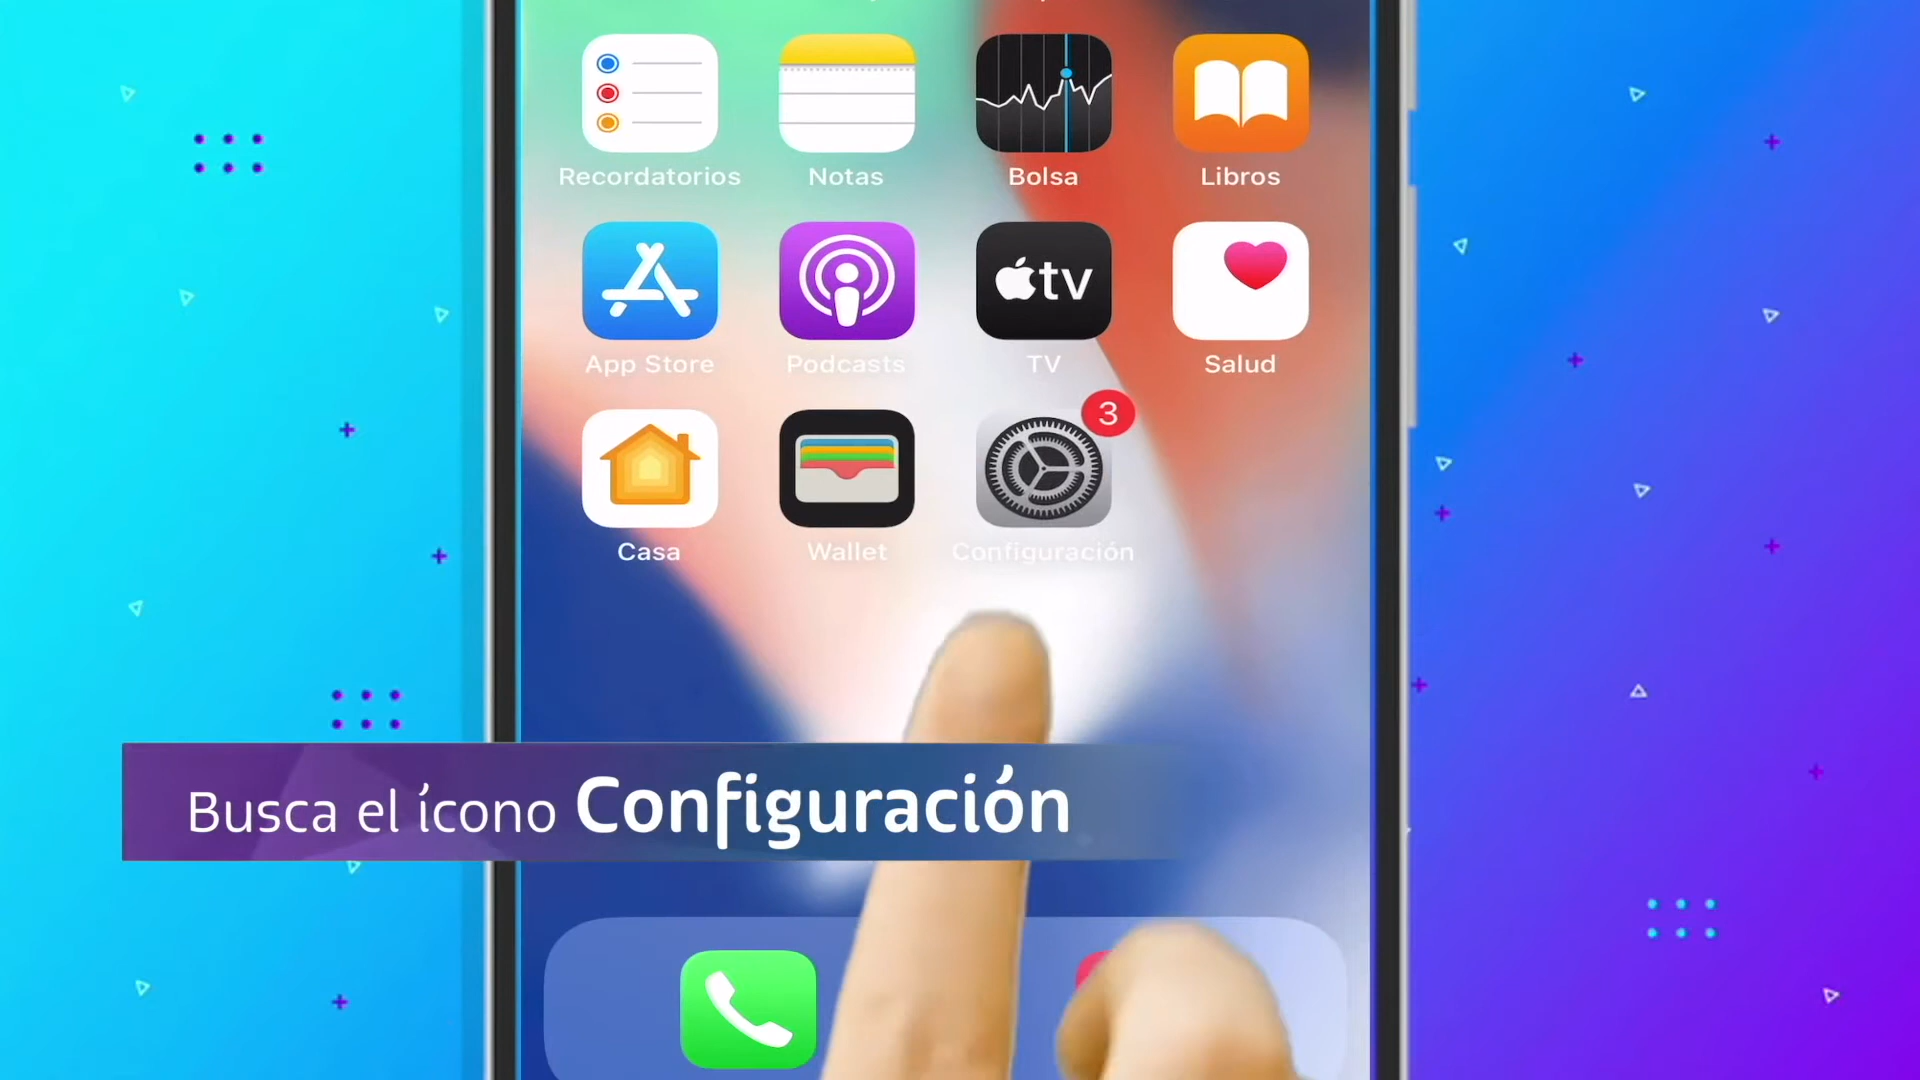 Recordatorios
Notas
Bolsa
Libros
tv
App Store
Podcasts
TV
Salud
3
Casa
Wallet
Configuración
Busca el ícono Configuración